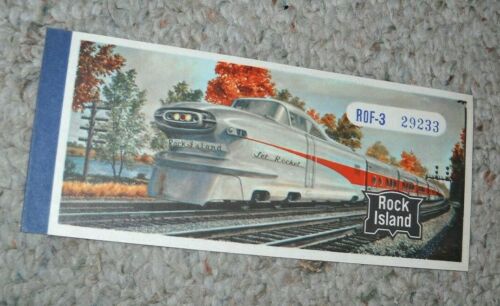 ROF-3 29233
Rock Island
Jet Rocket
Rock
Island